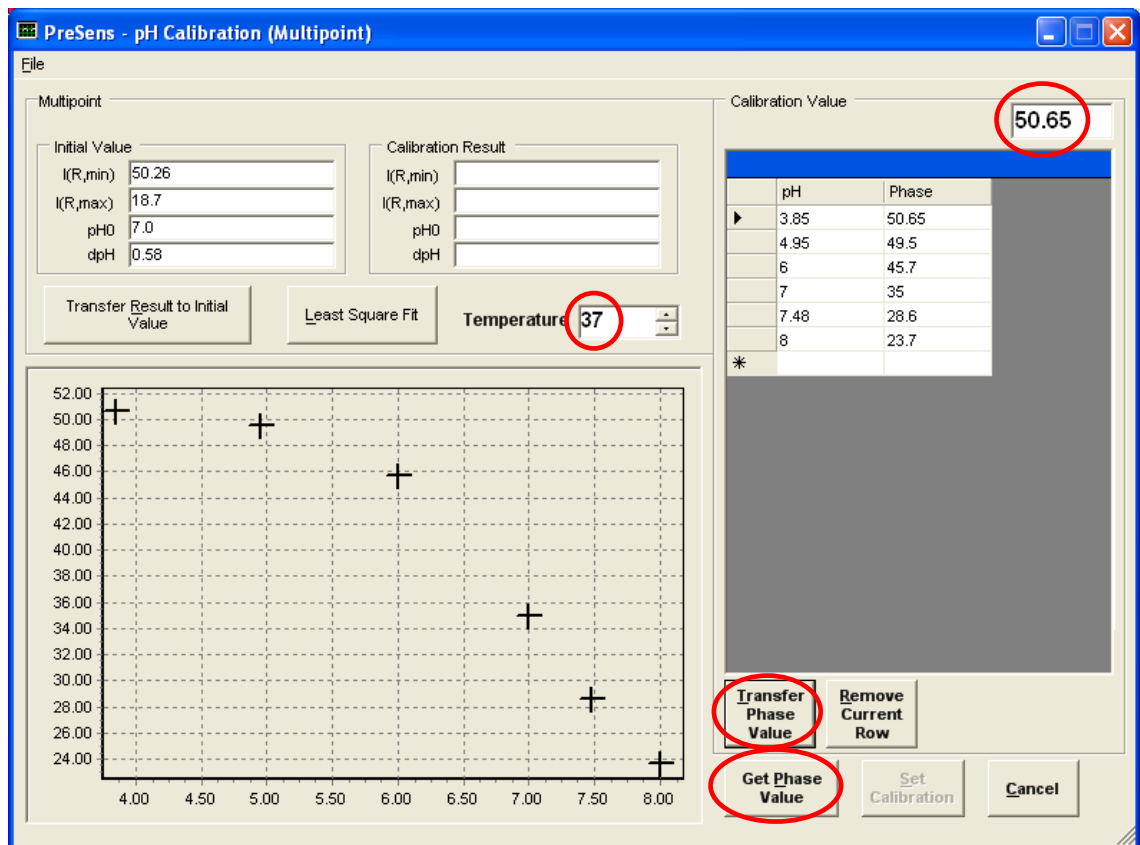 PreSens - pH Calibration (Multipoint)
File
Multipoint
Initial Value
I(R,min) 50.26
I(R,max) 18.7
pH0 7.0
dpH 0.58
Calibration Result
I(R,min)
I(R,max)
pH0
dpH
Transfer Result to Initial
Value
Least Square Fit
Temperature 37
Calibration Value
50.65
pH Phase
3.85 50.65
4.95 49.5
6 45.7
7 35
7.48 28.6
8 23.7
52.00
50.00
48.00
46.00
44.00
42.00
40.00
38.00
36.00
34.00
32.00
30.00
28.00
26.00
24.00
4.00 4.50 5.00 5.50 6.00 6.50 7.00 7.50 8.00
Transfer
Phase
Value
Remove
Current
Row
Get Phase
Value
Set
Calibration
Cancel